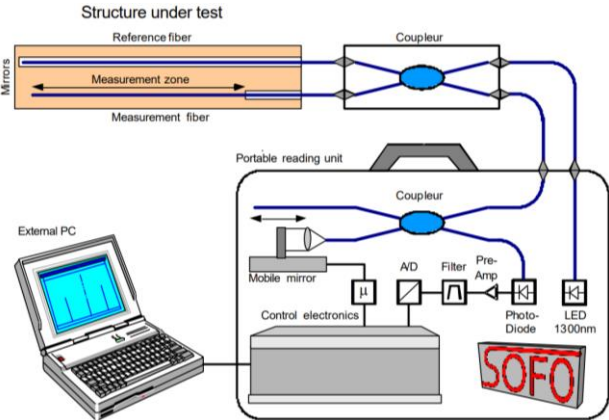 Structure under test
Reference fiber
Coupleur
Mirrors
Measurement zone
Measurement fiber
Portable reading unit
Coupleur
External PC
Mobile mirror
μ
A/D
Filter
Pre-
Amp
Control electronics
Photo-
Diode
LED
1300nm
SOFO